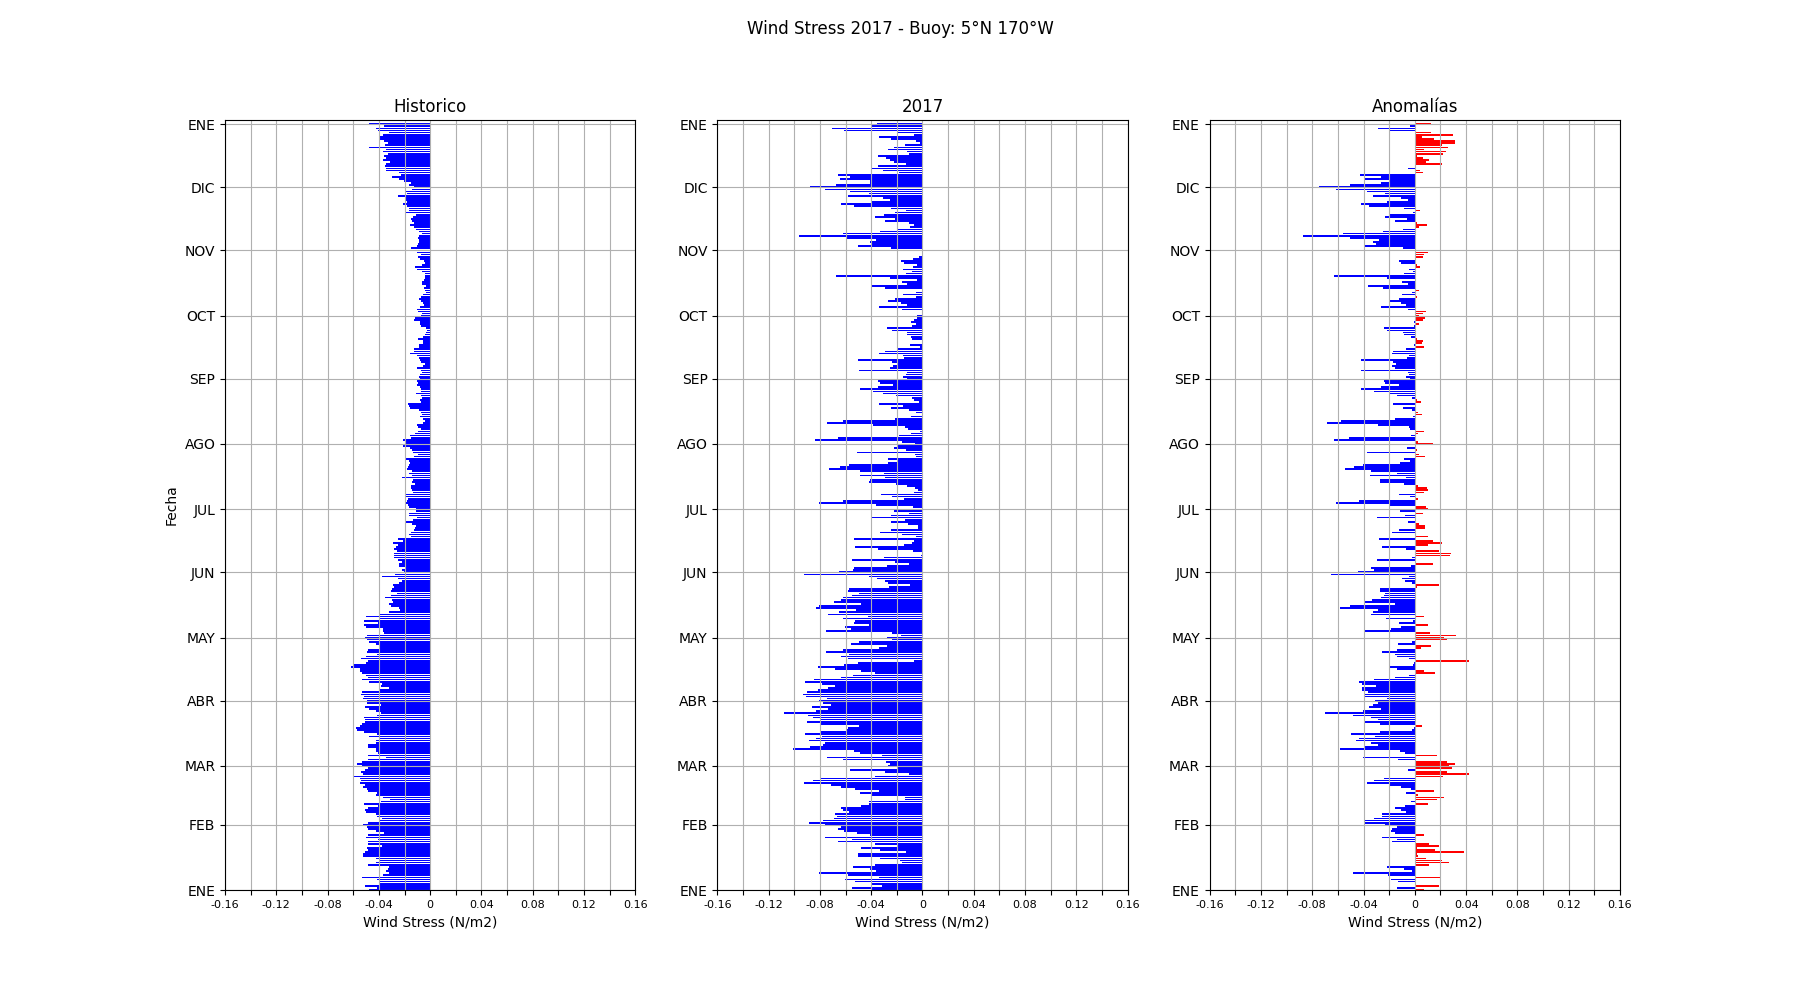 Wind Stress 2017 - Buoy: 5°N 170°W
Historico
2017
Anomalías
ENE
DIC
NOV
OCT
SEP
AGO
JUL
JUN
MAY
ABR
MAR
FEB
ENE
Fecha
-0.16 -0.12 -0.08 -0.04 0 0.04 0.08 0.12 0.16
Wind Stress (N/m2)
ENE
DIC
NOV
OCT
SEP
AGO
JUL
JUN
MAY
ABR
MAR
FEB
ENE
-0.16 -0.12 -0.08 -0.04 0 0.04 0.08 0.12 0.16
Wind Stress (N/m2)
ENE
DIC
NOV
OCT
SEP
AGO
JUL
JUN
MAY
ABR
MAR
FEB
ENE
-0.16 -0.12 -0.08 -0.04 0 0.04 0.08 0.12 0.16
Wind Stress (N/m2)